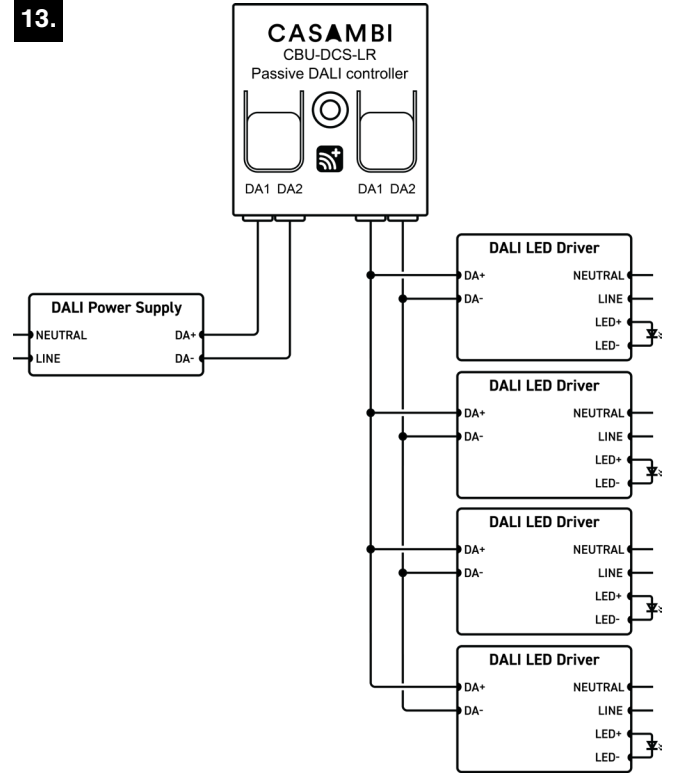 13.
CASAMBI
CBU-DCS-LR
Passive DALI controller
DA1 DA2 DA1 DA2
DALI Power Supply
NEUTRAL DA+
LINE DA-
DALI LED Driver
DA+ NEUTRAL
DA- LINE
LED+
LED-
DALI LED Driver
DA+ NEUTRAL
DA- LINE
LED+
LED-
DALI LED Driver
DA+ NEUTRAL
DA- LINE
LED+
LED-
DALI LED Driver
DA+ NEUTRAL
DA- LINE
LED+
LED-